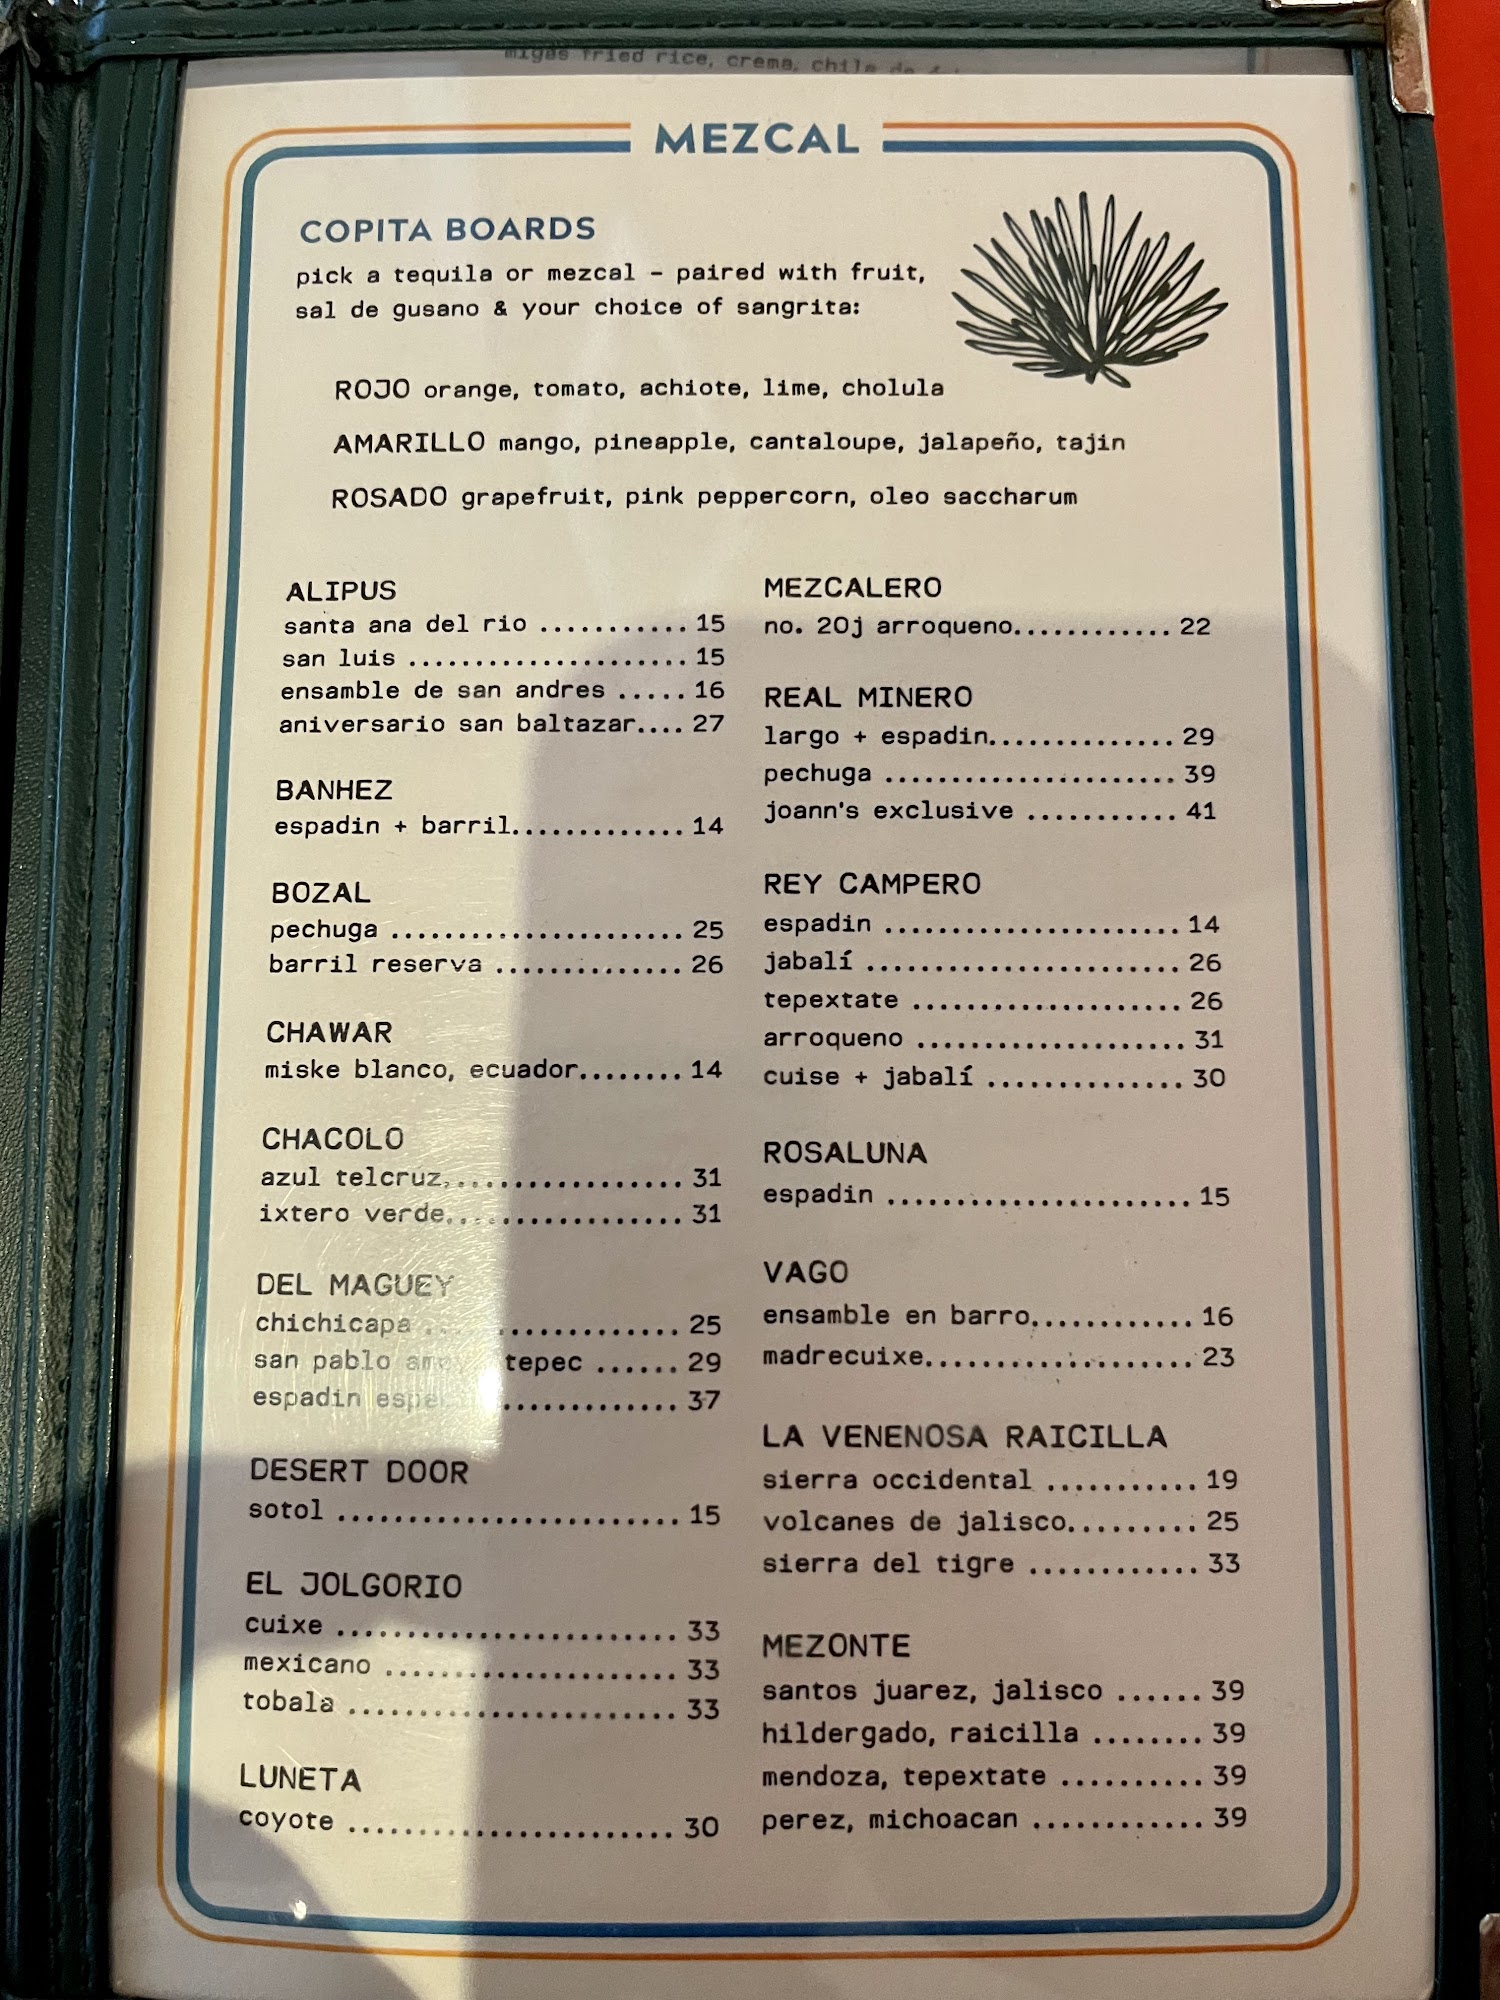 migas fried rice, crema, chile de
MEZCAL
COPITA BOARDS
pick a tequila or mezcal – paired with fruit,
sal de gusano & your choice of sangrita:
ROJO orange, tomato, achiote, lime, cholula
AMARILLO mango, pineapple, cantaloupe, jalapeño, tajin
ROSADO grapefruit, pink peppercorn, oleo saccharum
ALIPUS
santa ana del rio ........... 15
san luis ..................... 15
ensamble de san andres ..... 16
aniversario san baltazar.... 27
BANHEZ
espadin + barril............. 14
BOZAL
pechuga ...................... 25
barril reserva .............. 26
CHAWAR
miske blanco, ecuador........ 14
CHACOLO
azul telcruz................... 31
ixtero verde................... 31
DEL MAGUEY
chichicapa ................... 25
san pablo tepec ...... 29
espadin ............. 37
DESERT DOOR
sotol ......................... 15
EL JOLGORIO
cuixe ......................... 33
mexicano ...................... 33
tobala ........................ 33
LUNETA
coyote ........................ 30
MEZCALERO
no. 20j arroqueno............ 22
REAL MINERO
largo + espadin.............. 29
pechuga ...................... 39
joann's exclusive ........... 41
REY CAMPERO
espadin ...................... 14
jabalí ....................... 26
tepextate .................... 26
arroqueno .................... 31
cuise + jabalí ............... 30
ROSALUNA
espadin ....................... 15
VAGO
ensamble en barro............ 16
madrecuixe.................... 23
LA VENENOSA RAICILLA
sierra occidental ........... 19
volcanes de jalisco......... 25
sierra del tigre ............ 33
MEZONTE
santos juarez, jalisco ...... 39
hildergado, raicilla ........ 39
mendoza, tepextate .......... 39
perez, michoacan ............ 39